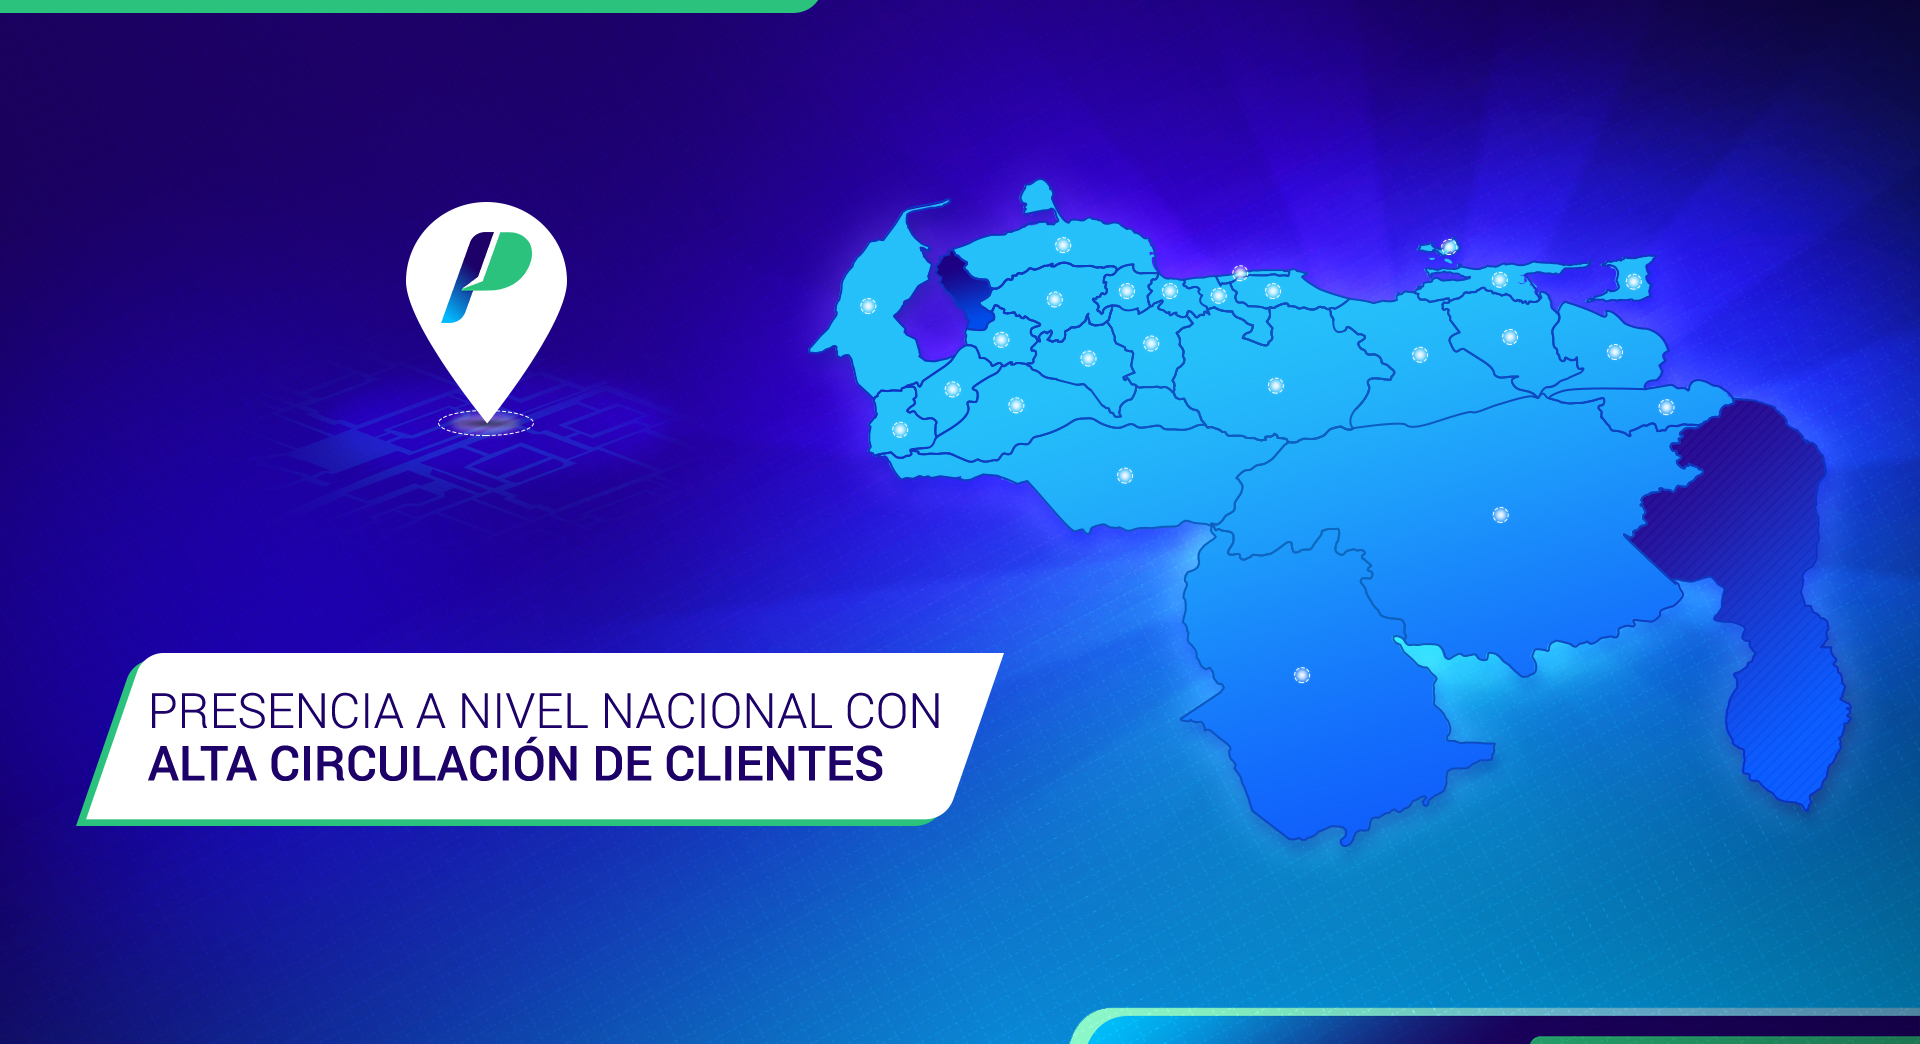 PRESENCIA A NIVEL NACIONAL CON
ALTA CIRCULACIÓN DE CLIENTES